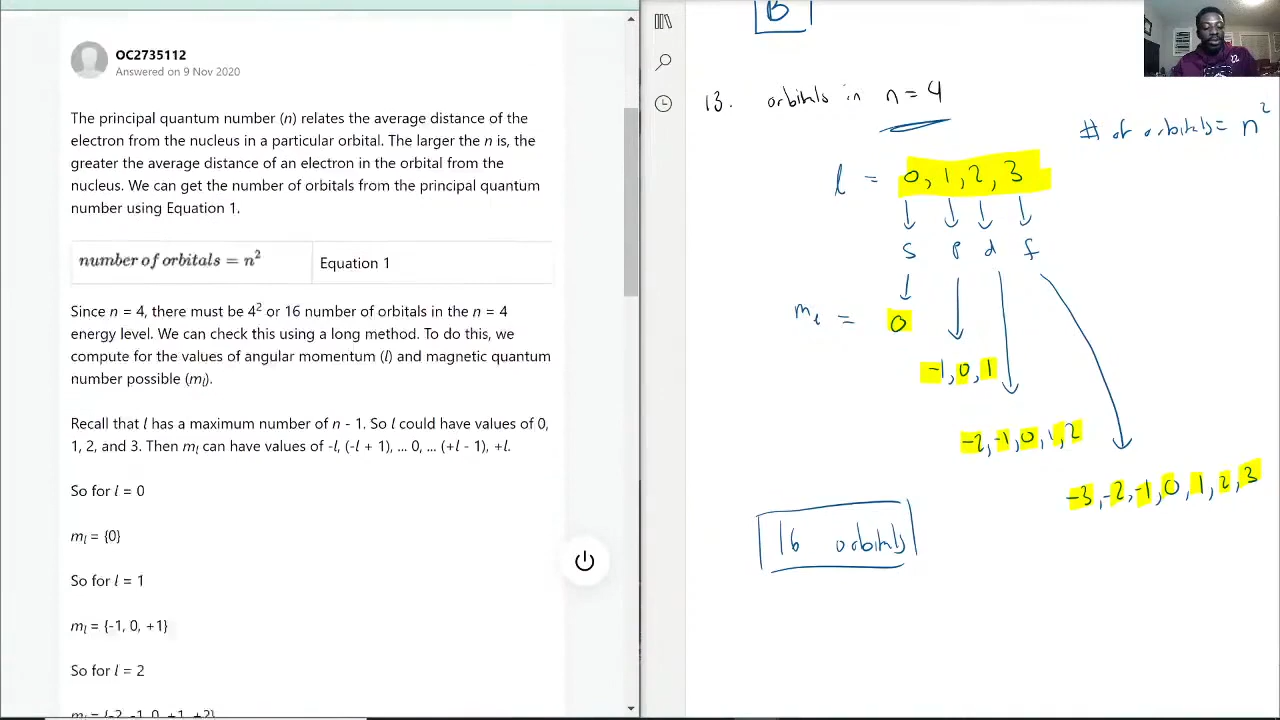 OC2735112
Answered on 9 Nov 2020
The principal quantum number (n) relates the average distance of the
electron from the nucleus in a particular orbital. The larger the n is, the
greater the average distance of an electron in the orbital from the
nucleus. We can get the number of orbitals from the principal quantum
number using Equation 1.
number of orbitals = n²
Equation 1
Since n = 4, there must be 4² or 16 number of orbitals in the n = 4
energy level. We can check this using a long method. To do this, we
compute for the values of angular momentum (l) and magnetic quantum
number possible (mₗ).
Recall that l has a maximum number of n - 1. So l could have values of 0,
1, 2, and 3. Then mₗ can have values of -l, (-l + 1), ... 0, ... (+l - 1), +l.
So for l = 0
mₗ = {0}
So for l = 1
mₗ = {-1, 0, +1}
So for l = 2
mₗ = {-2, -1, 0, +1, +2}
B
13. orbitals in n = 4
# of orbitals = n²
l = 0, 1, 2, 3
s p d f
mₗ = 0
-1, 0, 1
-2, -1, 0, 1, 2
-3, -2, -1, 0, 1, 2, 3
16 orbitals